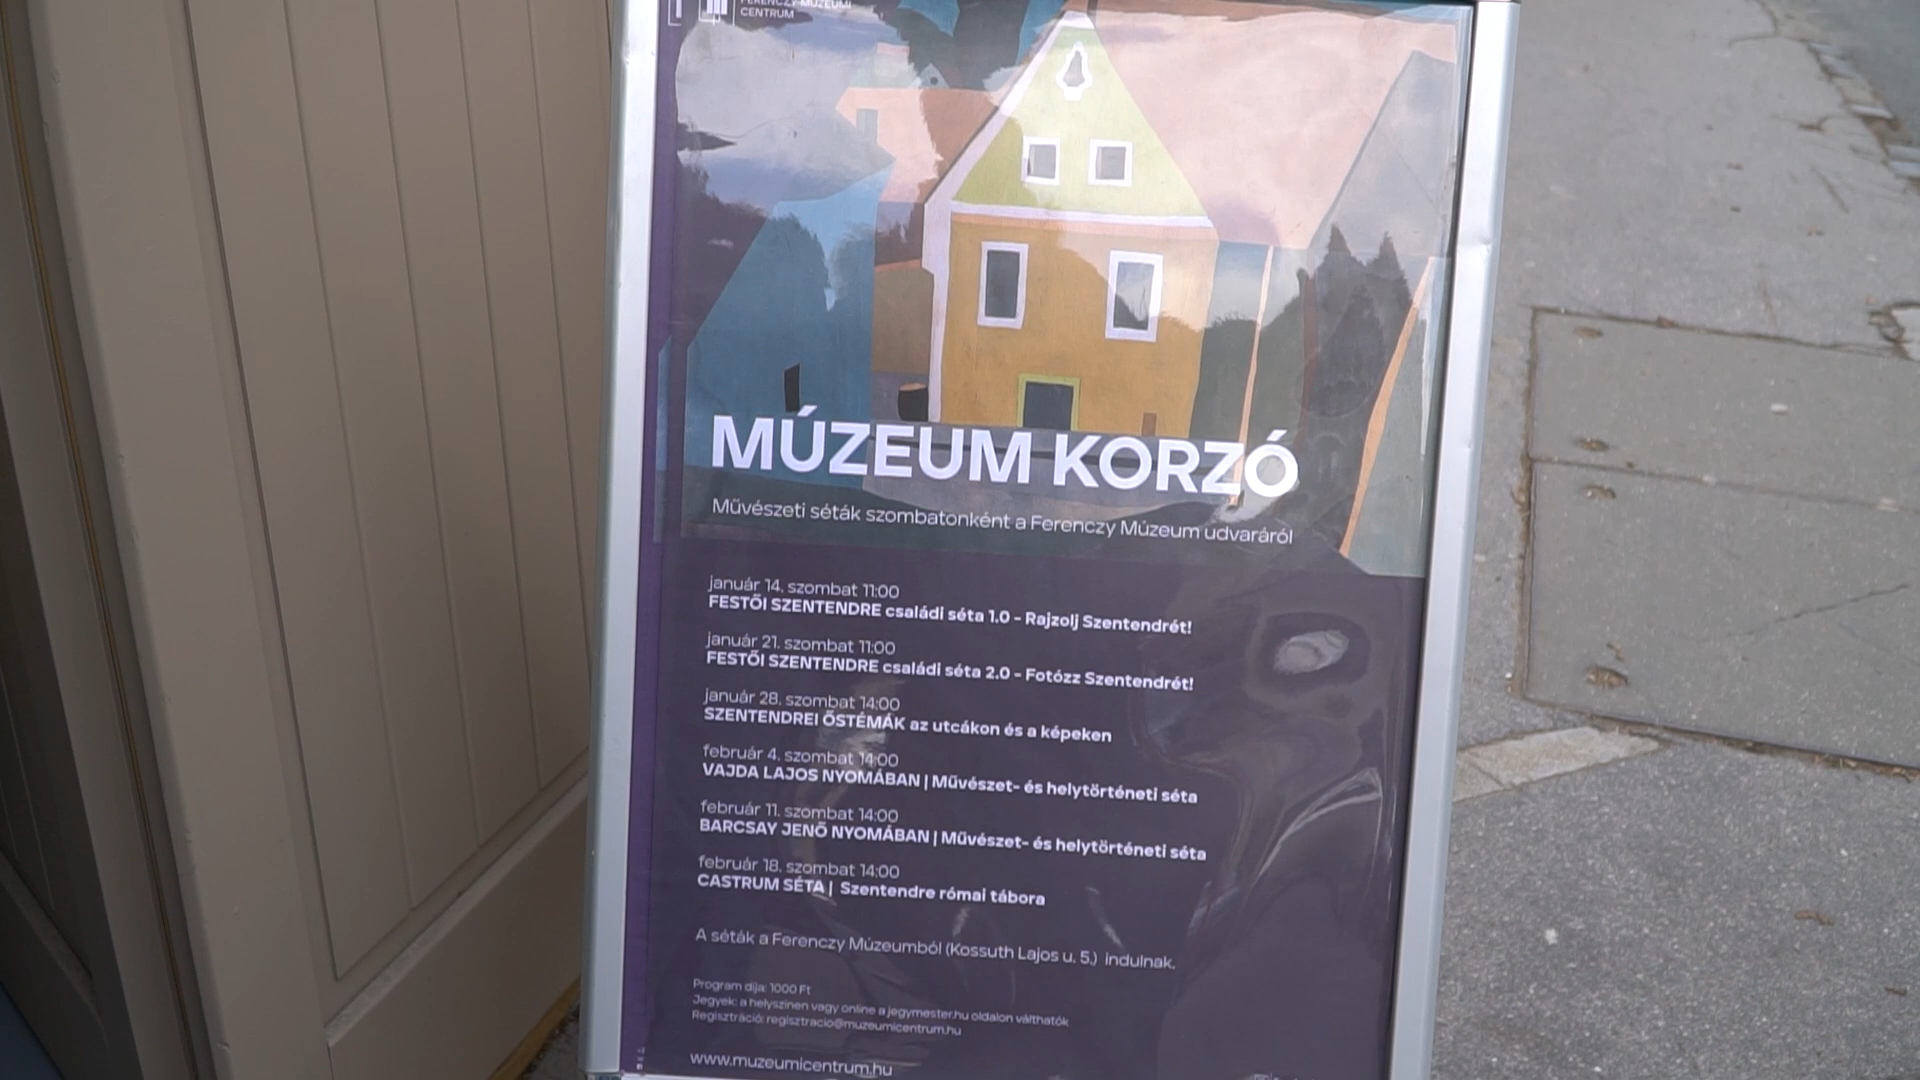 FERENCZY MÚZEUMI
CENTRUM
MÚZEUM KORZÓ
Művészeti séták szombatonként a Ferenczy Múzeum udvaráról
január 14. szombat 11:00
FESTŐI SZENTENDRE családi séta 1.0 - Rajzolj Szentendrét!
január 21. szombat 11:00
FESTŐI SZENTENDRE családi séta 2.0 - Fotózz Szentendrét!
január 28. szombat 14:00
SZENTENDREI ŐSTÉMÁK az utcákon és a képeken
február 4. szombat 14:00
VAJDA LAJOS NYOMÁBAN | Művészet- és helytörténeti séta
február 11. szombat 14:00
BARCSAY JENŐ NYOMÁBAN | Művészet- és helytörténeti séta
február 18. szombat 14:00
CASTRUM SÉTA | Szentendre római tábora
A séták a Ferenczy Múzeumból (Kossuth Lajos u. 5.) indulnak.
Program díja: 1000 Ft
Jegyek: a helyszínen vagy online a jegymester.hu oldalon válthatók
Regisztráció: regisztracio@muzeumicentrum.hu
www.muzeumicentrum.hu